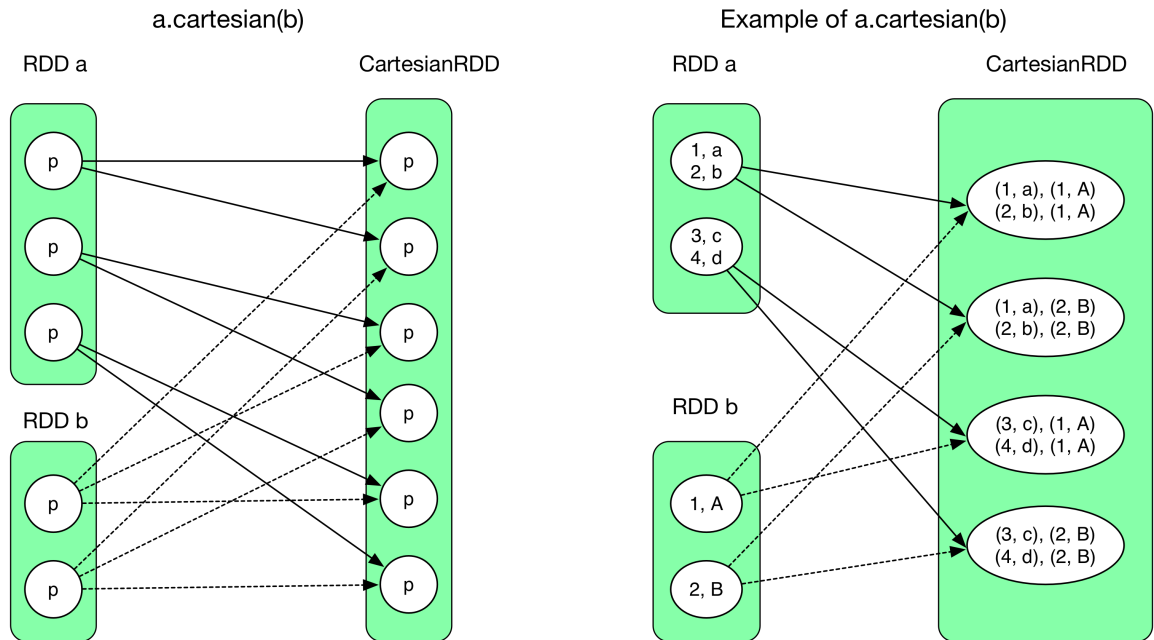 a.cartesian(b)
RDD a
CartesianRDD
p
p
p
RDD b
p
p
p
p
p
p
p
p
Example of a.cartesian(b)
RDD a
CartesianRDD
1, a
2, b
3, c
4, d
RDD b
1, A
2, B
(1, a), (1, A)
(2, b), (1, A)
(1, a), (2, B)
(2, b), (2, B)
(3, c), (1, A)
(4, d), (1, A)
(3, c), (2, B)
(4, d), (2, B)